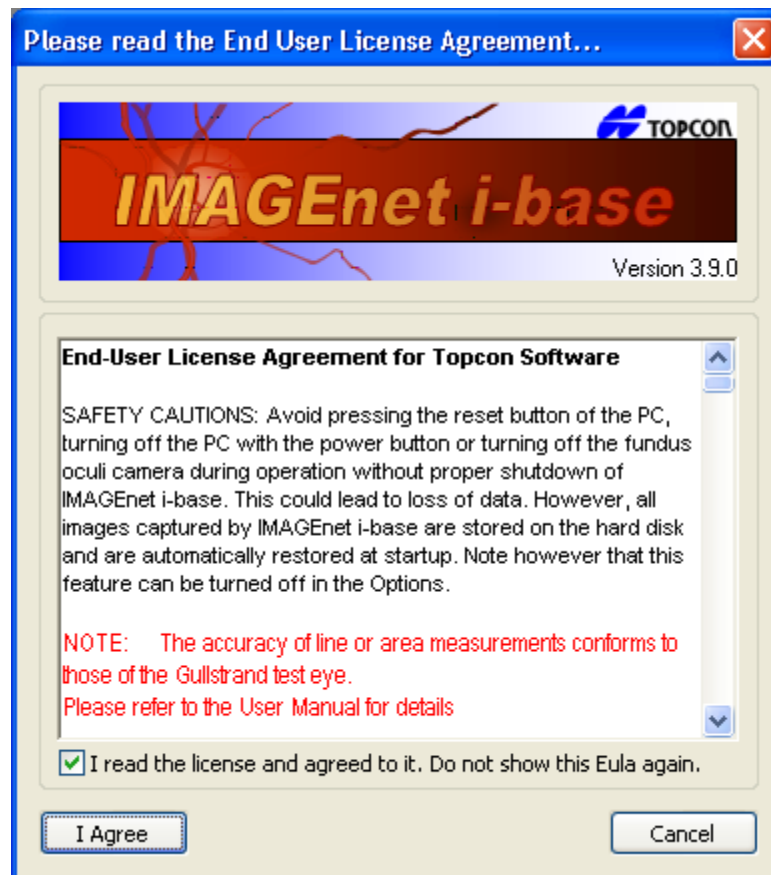 Please read the End User License Agreement...
TOPCON
IMAGEnet i-base
Version 3.9.0
End-User License Agreement for Topcon Software
SAFETY CAUTIONS: Avoid pressing the reset button of the PC,
turning off the PC with the power button or turning off the fundus
oculi camera during operation without proper shutdown of
IMAGEnet i-base. This could lead to loss of data. However, all
images captured by IMAGEnet i-base are stored on the hard disk
and are automatically restored at startup. Note however that this
feature can be turned off in the Options.
NOTE: The accuracy of line or area measurements conforms to
those of the Gullstrand test eye.
Please refer to the User Manual for details
I read the license and agreed to it. Do not show this Eula again.
I Agree
Cancel